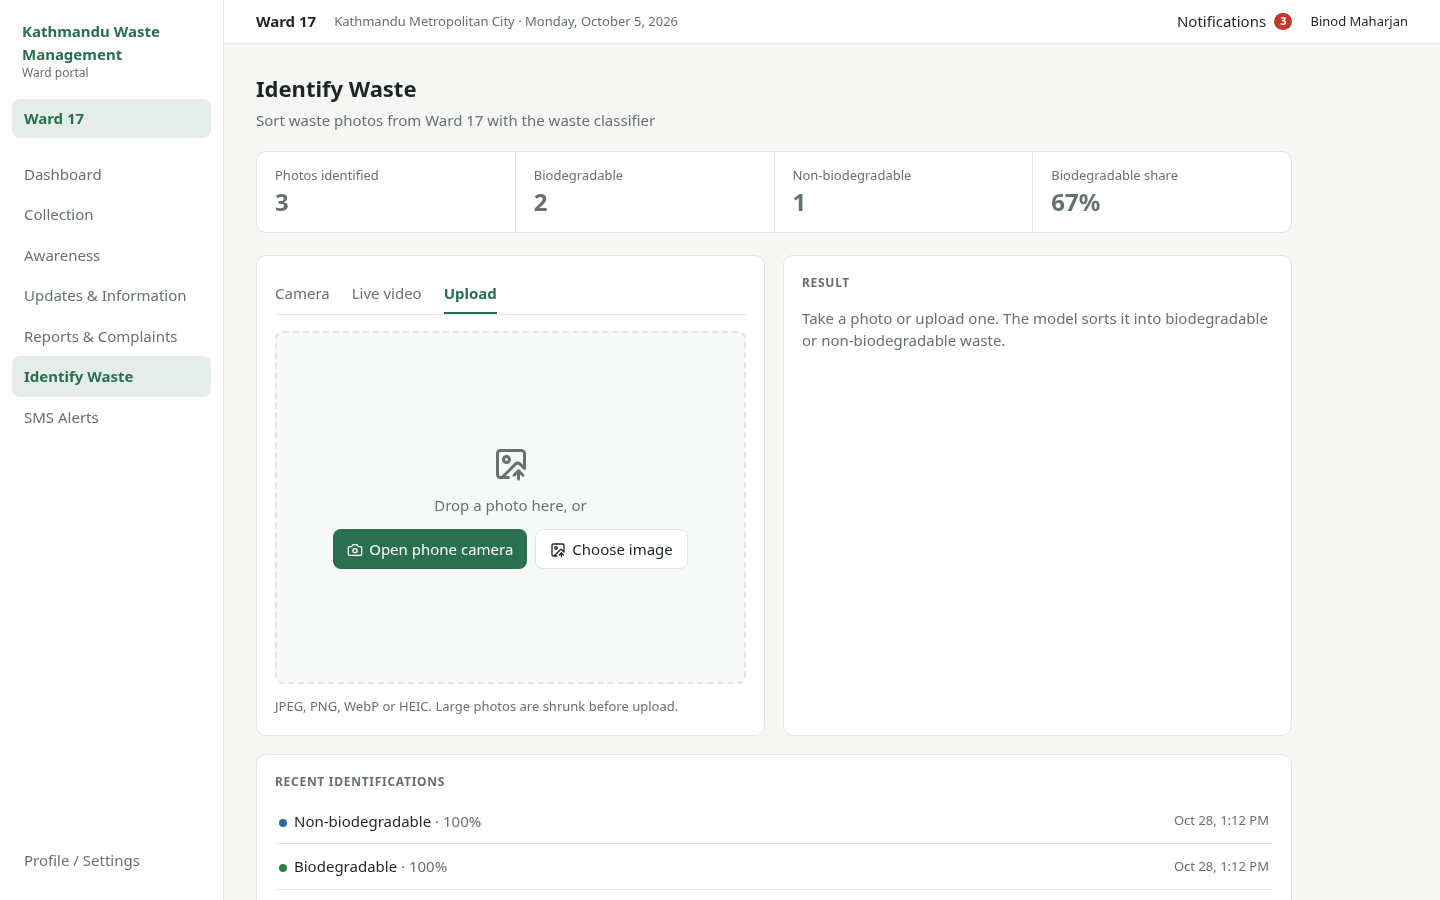 Kathmandu Waste
Management
Ward portal
Ward 17
Dashboard
Collection
Awareness
Updates & Information
Reports & Complaints
Identify Waste
SMS Alerts
Profile / Settings
Ward 17 Kathmandu Metropolitan City · Monday, October 5, 2026 Notifications 3 Binod Maharjan
Identify Waste
Sort waste photos from Ward 17 with the waste classifier
Photos identified
3
Biodegradable
2
Non-biodegradable
1
Biodegradable share
67%
Camera Live video Upload
Drop a photo here, or
Open phone camera Choose image
JPEG, PNG, WebP or HEIC. Large photos are shrunk before upload.
RESULT
Take a photo or upload one. The model sorts it into biodegradable
or non-biodegradable waste.
RECENT IDENTIFICATIONS
Non-biodegradable · 100% Oct 28, 1:12 PM
Biodegradable · 100% Oct 28, 1:12 PM